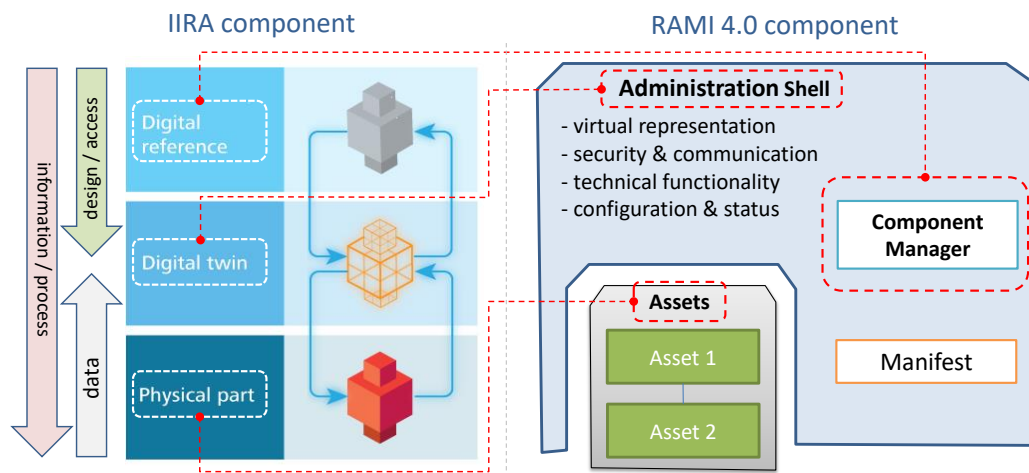 IIRA component
RAMI 4.0 component
information / process
design / access
data
Digital
reference
Digital twin
Physical part
Administration Shell
- virtual representation
- security & communication
- technical functionality
- configuration & status
Component
Manager
Assets
Asset 1
Asset 2
Manifest